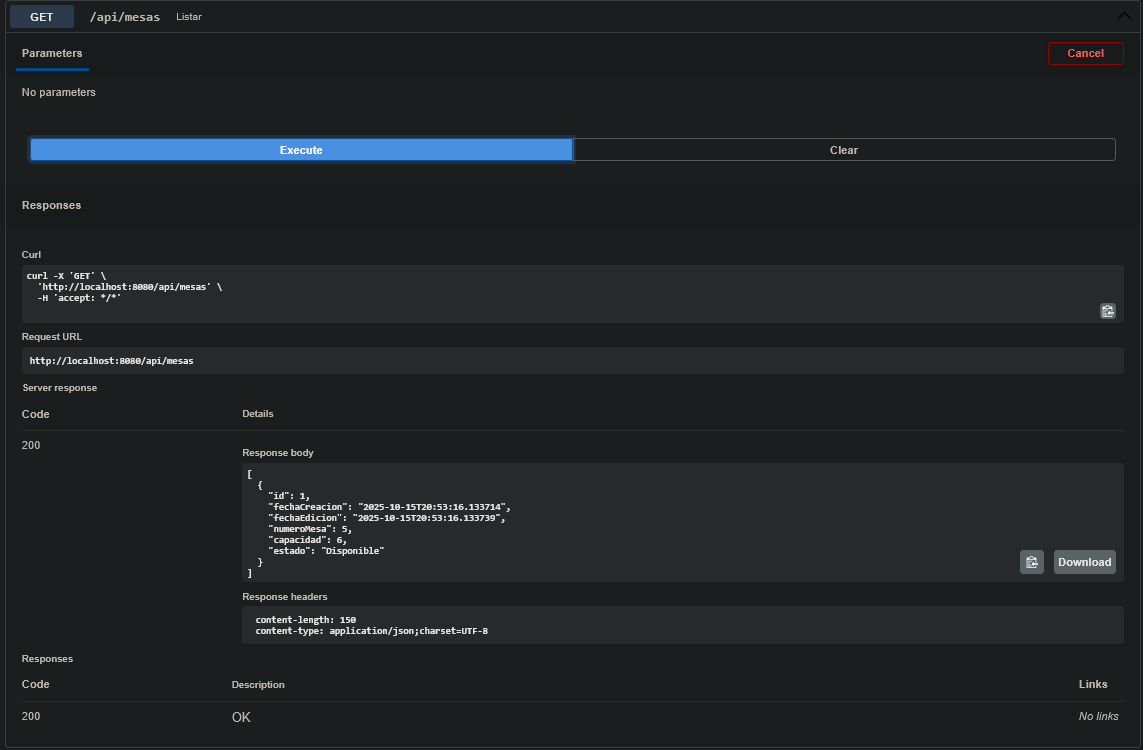 GET /api/mesas Listar
Parameters
Cancel
No parameters
Execute
Clear
Responses
Curl
curl -X 'GET' \
  'http://localhost:8080/api/mesas' \
  -H 'accept: */*'
Request URL
http://localhost:8080/api/mesas
Server response
Code Details
200
Response body
[
  {
    "id": 1,
    "fechaCreacion": "2025-10-15T20:53:16.133714",
    "fechaEdicion": "2025-10-15T20:53:16.133739",
    "numeroMesa": 5,
    "capacidad": 6,
    "estado": "Disponible"
  }
]
Download
Response headers
content-length: 150
content-type: application/json;charset=UTF-8
Responses
Code Description Links
200 OK No links